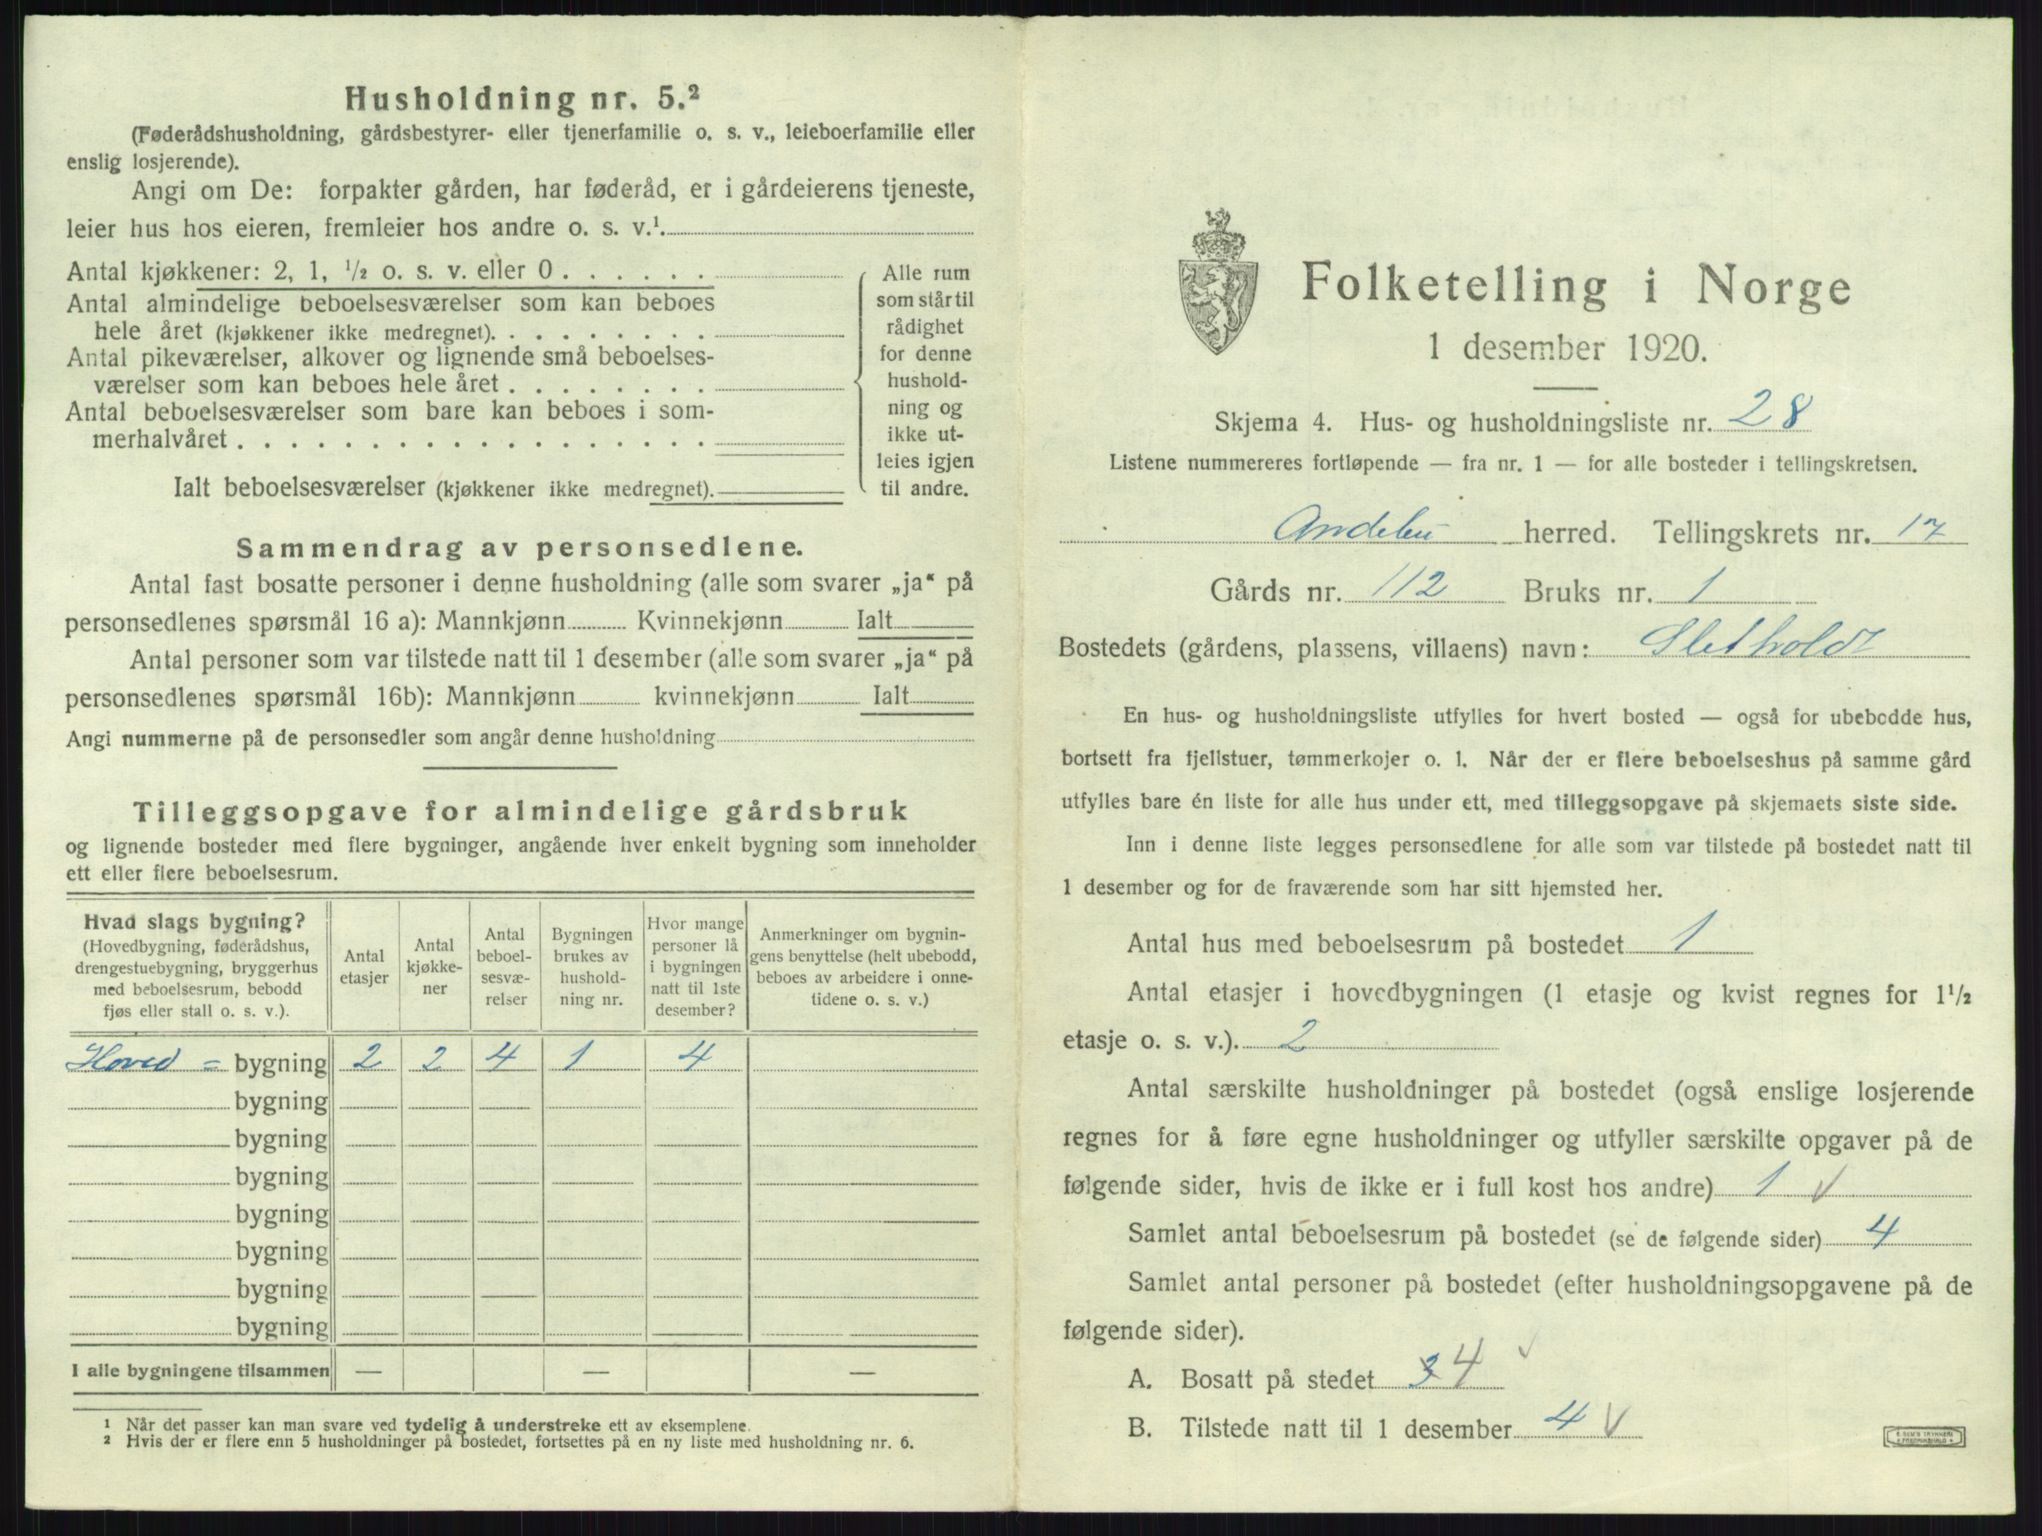 Husholdning nr. 5.²
(Føderådshusholdning, gårdsbestyrer- eller tjenerfamilie o. s. v., leieboerfamilie eller
enslig losjerende).
Angi om De: forpakter gården, har føderåd, er i gårdeierens tjeneste,
leier hus hos eieren, fremleier hos andre o. s. v.¹
Antal kjøkkener: 2, 1, ½ o. s. v. eller 0 . . . . . .
Antal almindelige beboelsesværelser som kan beboes
hele året (kjøkkener ikke medregnet). . . . . . . . .
Antal pikeværelser, alkover og lignende små beboelses-
værelser som kan beboes hele året . . . . . . . .
Antal beboelsesværelser som bare kan beboes i som-
merhalvåret . . . . . . . . . . . . . . . . . .
Ialt beboelsesværelser (kjøkkener ikke medregnet).
Alle rum
som står til
rådighet
for denne
hushold-
ning og
ikke ut-
leies igjen
til andre.
Sammendrag av personsedlene.
Antal fast bosatte personer i denne husholdning (alle som svarer „ja“ på
personsedlenes spørsmål 16 a): Mannkjønn Kvinnekjønn Ialt
Antal personer som var tilstede natt til 1 desember (alle som svarer „ja“ på
personsedlenes spørsmål 16b): Mannkjønn kvinnekjønn Ialt
Angi nummerne på de personsedler som angår denne husholdning
Tilleggsopgave for almindelige gårdsbruk
og lignende bosteder med flere bygninger, angående hver enkelt bygning som inneholder
ett eller flere beboelsesrum.
Hvad slags bygning?
(Hovedbygning, føderådshus,
drengestuebygning, bryggerhus
med beboelsesrum, bebodd
fjøs eller stall o. s. v.).
Antal
etasjer
Antal
kjøkke-
ner
Antal
beboel-
sesvæ-
relser
Bygningen
brukes av
hushold-
ning nr.
Hvor mange
personer lå
i bygningen
natt til 1ste
desember?
Anmerkninger om bygnin-
gens benyttelse (helt ubebodd,
beboes av arbeidere i onne-
tidene o. s. v.)
Hoved = bygning 2 2 4 1 4
bygning
bygning
bygning
bygning
bygning
bygning
bygning
I alle bygningene tilsammen — — —
¹ Når det passer kan man svare ved tydelig å understreke ett av eksemplene.
² Hvis der er flere enn 5 husholdninger på bostedet, fortsettes på en ny liste med husholdning nr. 6.
Folketelling i Norge
1 desember 1920.
Skjema 4. Hus- og husholdningsliste nr. 28
Listene nummereres fortløpende — fra nr. 1 — for alle bosteder i tellingskretsen.
Andebu herred. Tellingskrets nr. 17
Gårds nr. 112 Bruks nr. 1
Bostedets (gårdens, plassens, villaens) navn: Sletholdt
En hus- og husholdningsliste utfylles for hvert bosted — også for ubebodde hus,
bortsett fra fjellstuer, tømmerkojer o. l. Når der er flere beboelseshus på samme gård
utfylles bare én liste for alle hus under ett, med tilleggsopgave på skjemaets siste side.
Inn i denne liste legges personsedlene for alle som var tilstede på bostedet natt til
1 desember og for de fraværende som har sitt hjemsted her.
Antal hus med beboelsesrum på bostedet 1
Antal etasjer i hovedbygningen (1 etasje og kvist regnes for 1½
etasje o. s. v.). 2
Antal særskilte husholdninger på bostedet (også enslige losjerende
regnes for å føre egne husholdninger og utfyller særskilte opgaver på de
følgende sider, hvis de ikke er i full kost hos andre) 1 √
Samlet antal beboelsesrum på bostedet (se de følgende sider) 4
Samlet antal personer på bostedet (efter husholdningsopgavene på de
følgende sider).
A. Bosatt på stedet 3 4 √
B. Tilstede natt til 1 desember 4 √